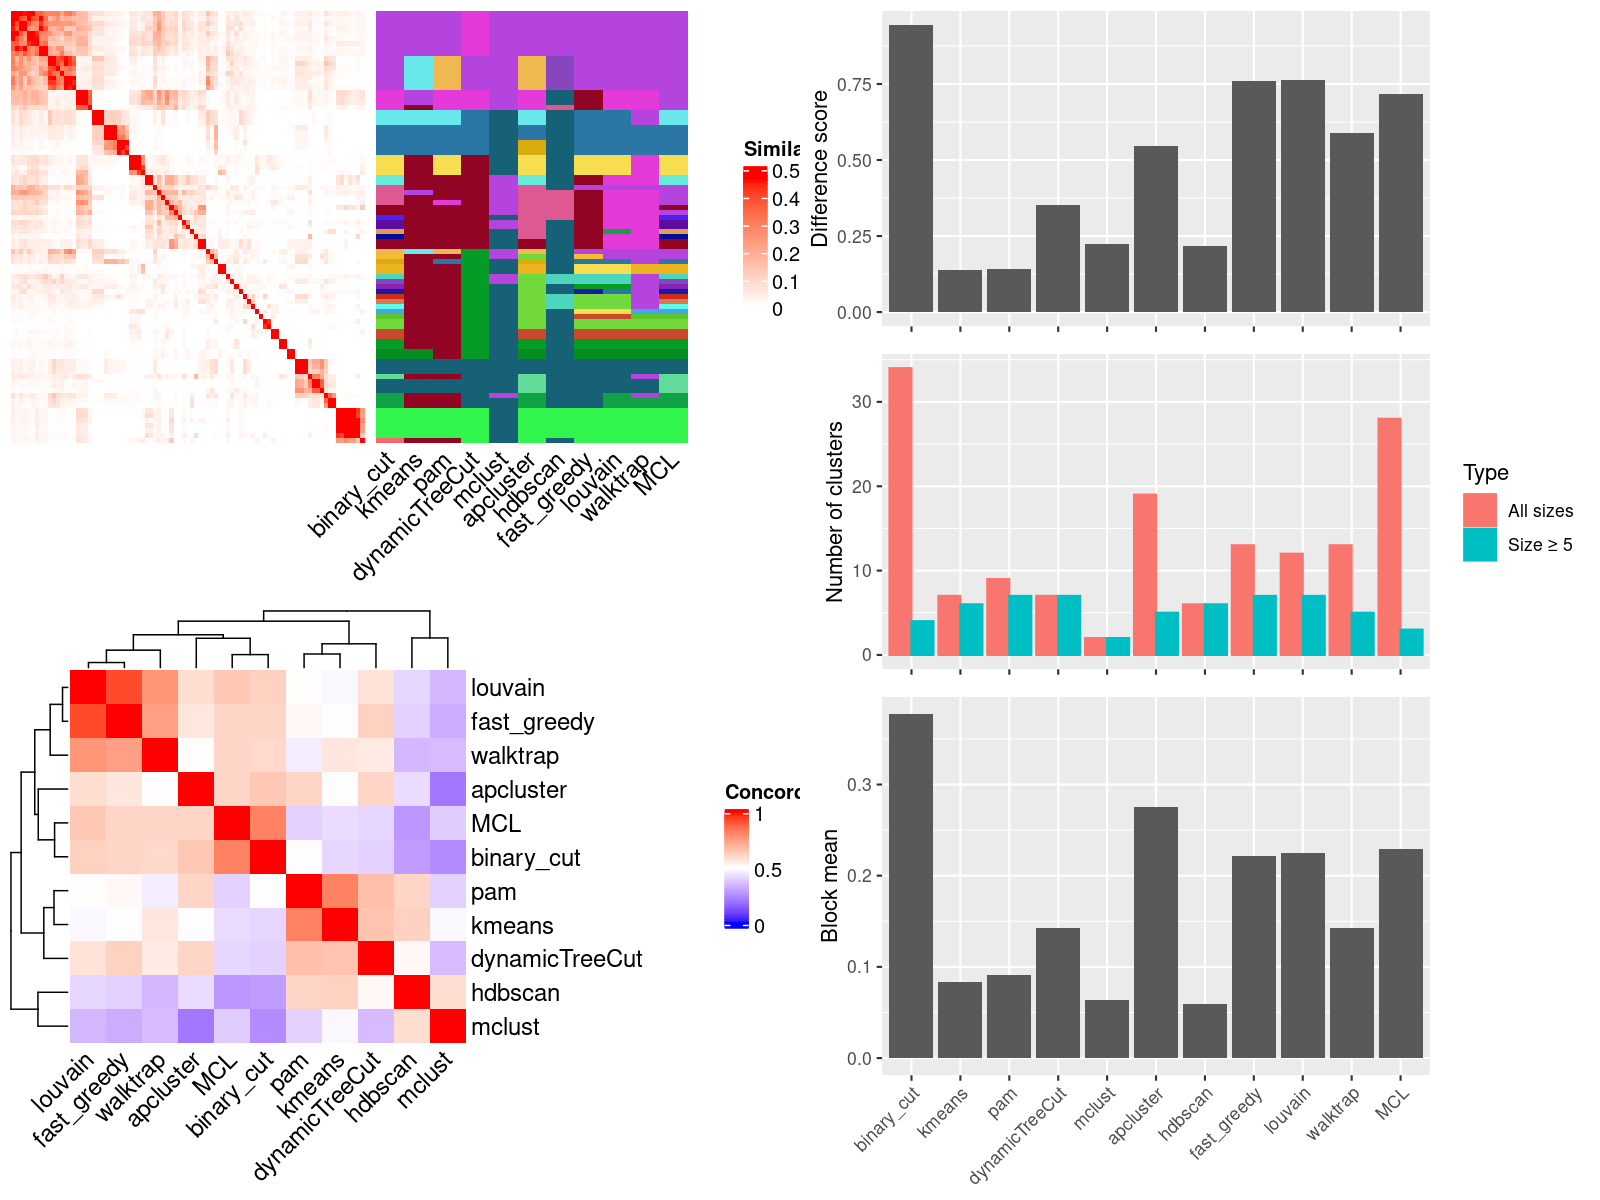 Simila
0.5
0.4
0.3
0.2
0.1
0
binary_cut
kmeans
pam
dynamicTreeCut
mclust
apcluster
hdbscan
fast_greedy
louvain
walktrap
MCL
louvain
fast_greedy
walktrap
apcluster
MCL
binary_cut
pam
kmeans
dynamicTreeCut
hdbscan
mclust
louvain
fast_greedy
walktrap
apcluster
MCL
binary_cut
pam
kmeans
dynamicTreeCut
hdbscan
mclust
Concord
1
0.5
0
Difference score
0.75
0.50
0.25
0.00
Number of clusters
30
20
10
0
Type
All sizes
Size ≥ 5
Block mean
0.3
0.2
0.1
0.0
binary_cut
kmeans
pam
dynamicTreeCut
mclust
apcluster
hdbscan
fast_greedy
louvain
walktrap
MCL